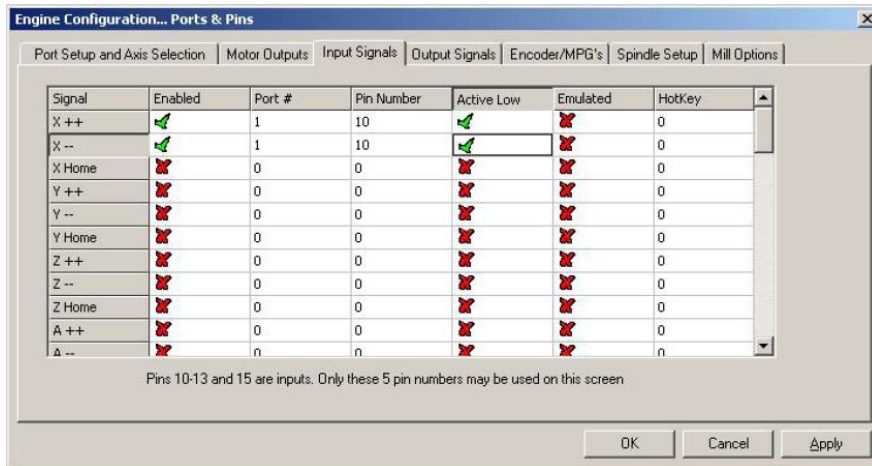 Engine Configuration... Ports & Pins
Port Setup and Axis Selection Motor Outputs Input Signals Output Signals Encoder/MPG's Spindle Setup Mill Options
Signal Enabled Port # Pin Number Active Low Emulated HotKey
X ++ 1 10 0
X -- 1 10 0
X Home 0 0 0
Y ++ 0 0 0
Y -- 0 0 0
Y Home 0 0 0
Z ++ 0 0 0
Z -- 0 0 0
Z Home 0 0 0
A ++ 0 0 0
A -- 0 0 0
Pins 10-13 and 15 are inputs. Only these 5 pin numbers may be used on this screen
OK Cancel Apply